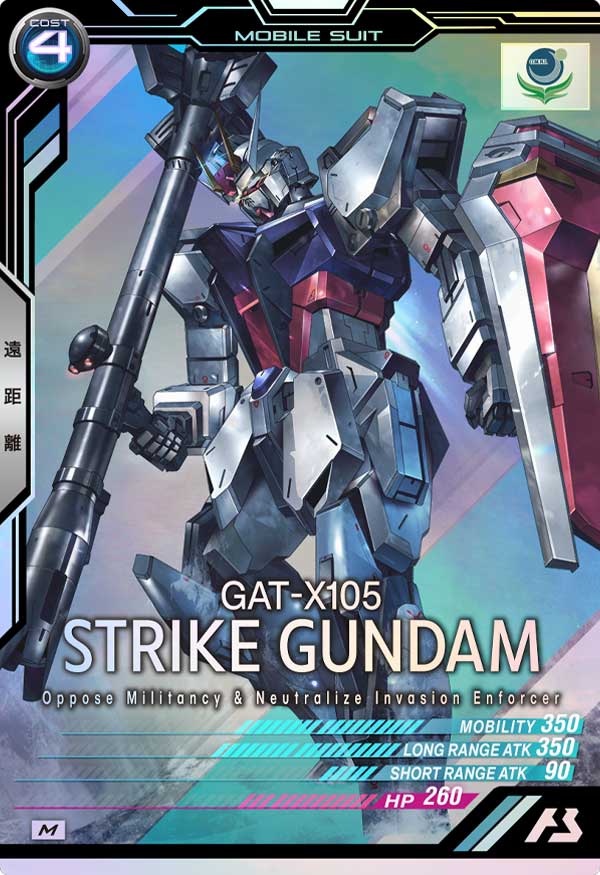 COST
4
MOBILE SUIT
遠距離
GAT-X105
STRIKE GUNDAM
Oppose Militancy & Neutralize Invasion Enforcer
MOBILITY 350
LONG RANGE ATK 350
SHORT RANGE ATK 90
HP 260
M